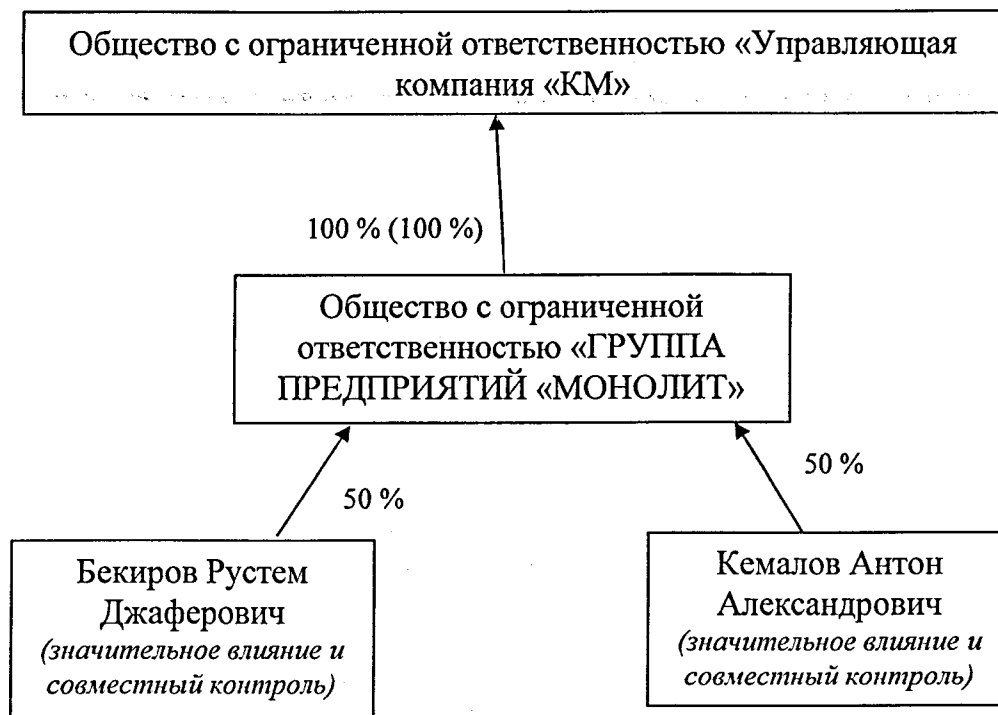 Общество с ограниченной ответственностью «Управляющая
компания «КМ»
100 % (100 %)
Общество с ограниченной
ответственностью «ГРУППА
ПРЕДПРИЯТИЙ «МОНОЛИТ»
50 %
50 %
Бекиров Рустем
Джаферович
(значительное влияние и
совместный контроль)
Кемалов Антон
Александрович
(значительное влияние и
совместный контроль)